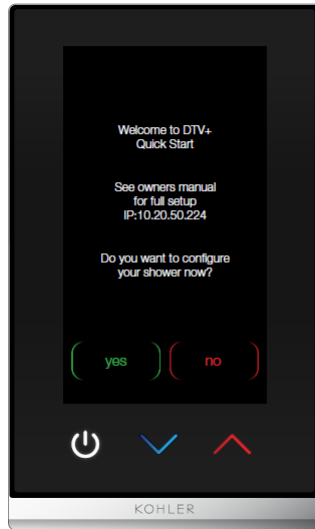 Welcome to DTV+
Quick Start
See owners manual
for full setup
IP:10.20.50.224
Do you want to configure
your shower now?
yes
no
KOHLER